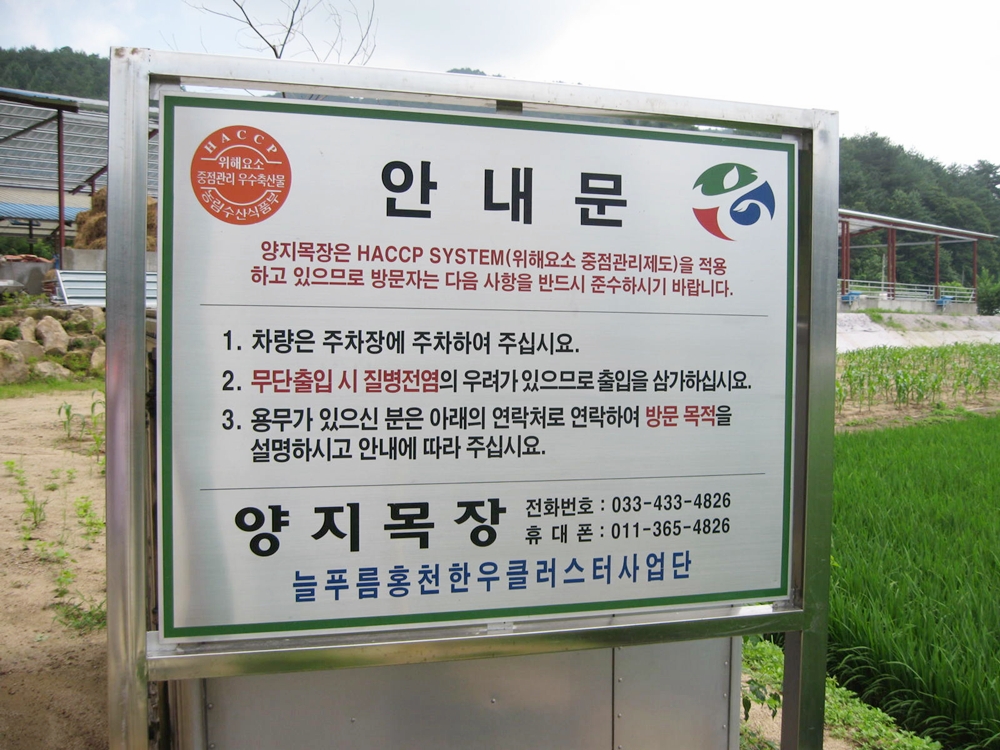 HACCP
위해요소
중점관리 우수축산물
농림수산식품부
안내문
양지목장은 HACCP SYSTEM(위해요소 중점관리제도)을 적용
하고 있으므로 방문자는 다음 사항을 반드시 준수하시기 바랍니다.
1. 차량은 주차장에 주차하여 주십시요.
2. 무단출입 시 질병전염의 우려가 있으므로 출입을 삼가하십시요.
3. 용무가 있으신 분은 아래의 연락처로 연락하여 방문 목적을
설명하시고 안내에 따라 주십시요.
양지목장
전화번호 : 033-433-4826
휴대폰 : 011-365-4826
늘푸름홍천한우클러스터사업단